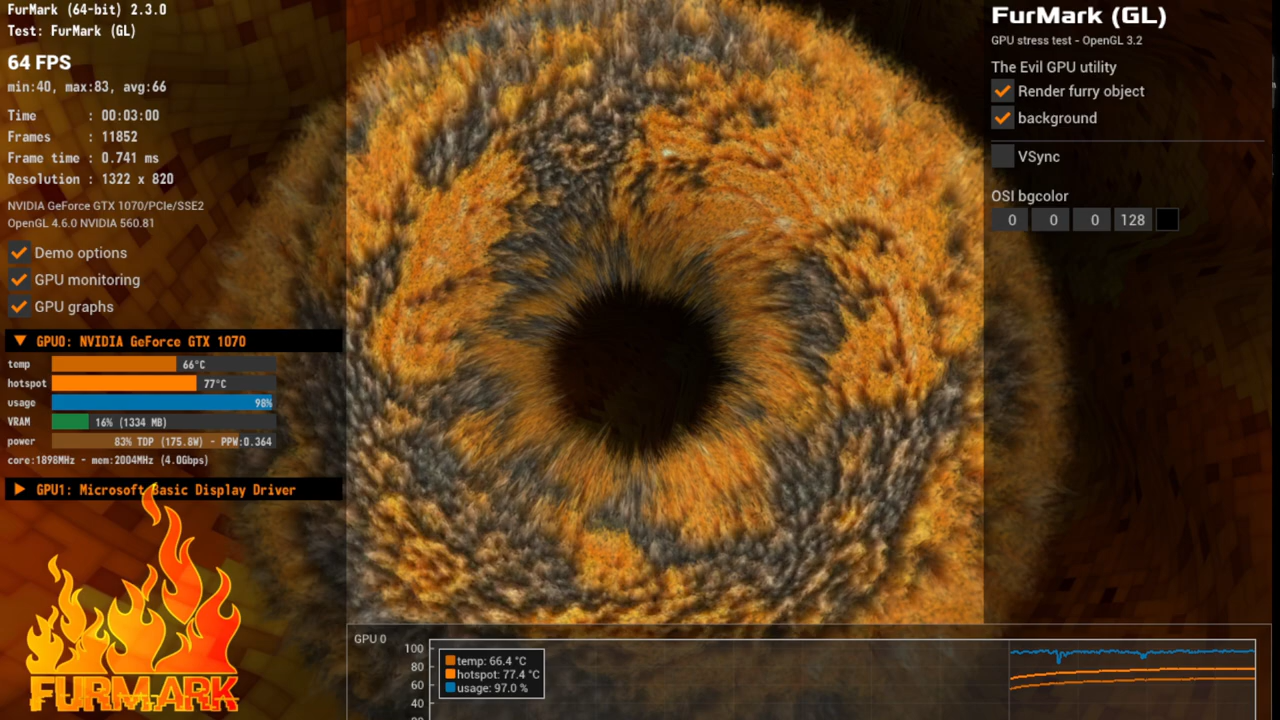 FurMark (64-bit) 2.3.0
Test: FurMark (GL)
64 FPS
min:40, max:83, avg:66
Time : 00:03:00
Frames : 11852
Frame time : 0.741 ms
Resolution : 1322 x 820
NVIDIA GeForce GTX 1070/PCIe/SSE2
OpenGL 4.6.0 NVIDIA 560.81
Demo options
GPU monitoring
GPU graphs
GPU0: NVIDIA GeForce GTX 1070
temp 66°C
hotspot 77°C
usage 98%
VRAM 16% (1334 MB)
power 83% TDP (175.8W) - PPW:0.364
core:1898MHz - mem:2004MHz (4.0Gbps)
GPU1: Microsoft Basic Display Driver
FURMARK
FurMark (GL)
GPU stress test - OpenGL 3.2
The Evil GPU utility
Render furry object
background
VSync
OSI bgcolor
0 0 0 128
GPU 0
100
80
60
40
20
temp: 66.4 °C
hotspot: 77.4 °C
usage: 97.0 %